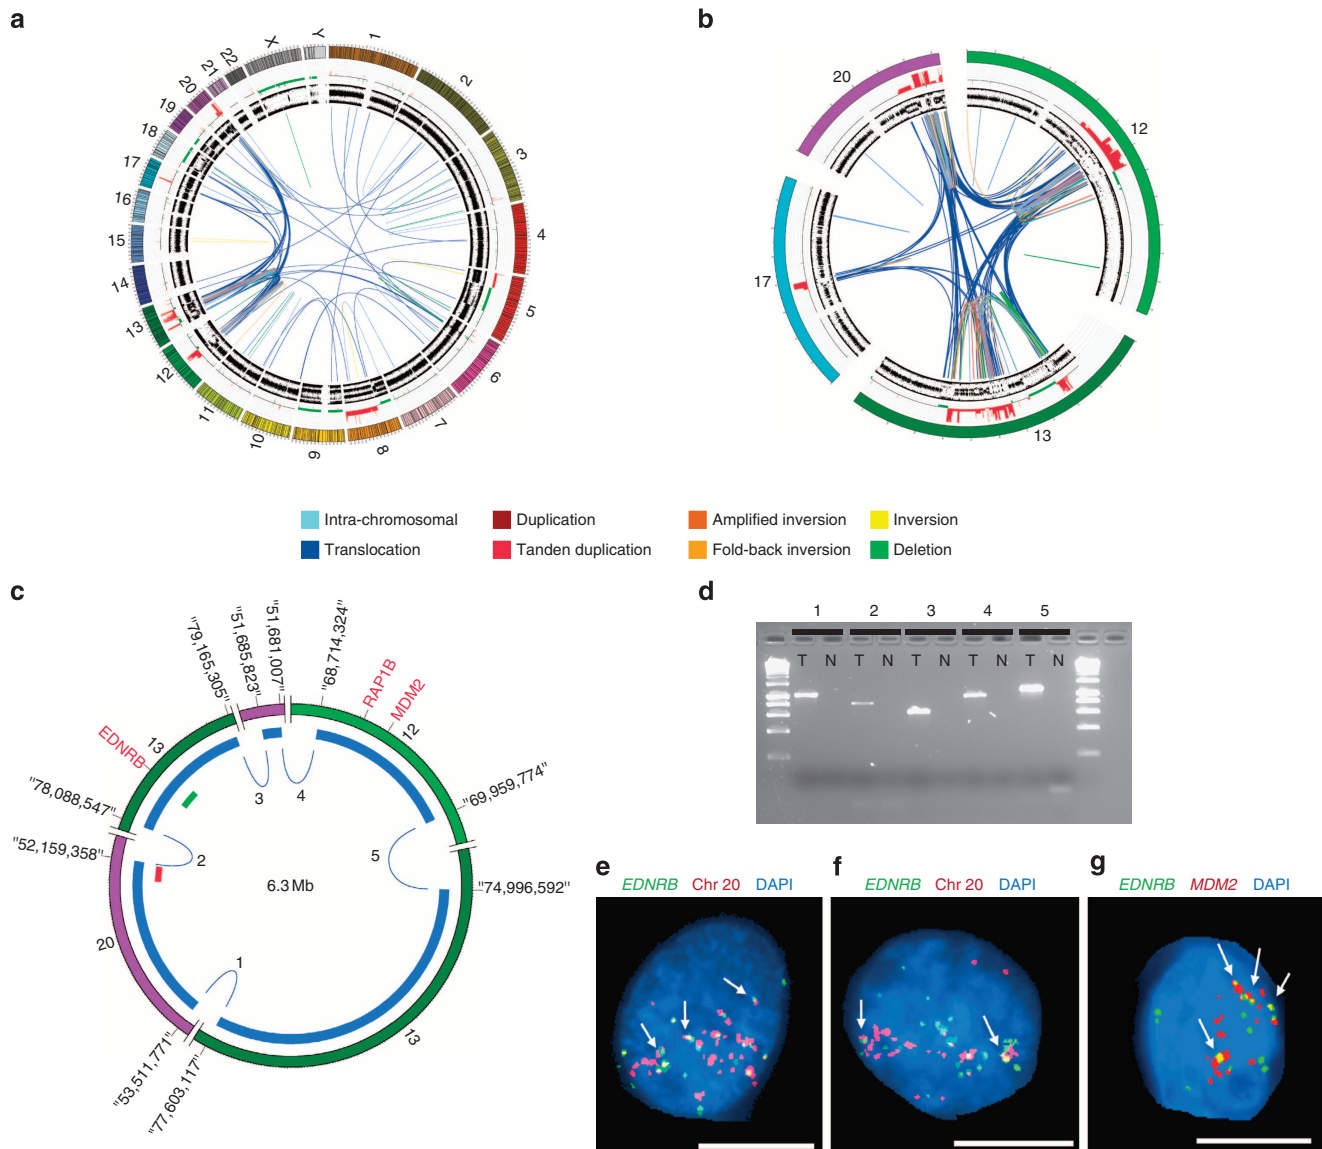 a
1
2
3
4
5
6
7
8
9
10
11
12
13
14
15
16
17
18
19
20
21
22
X
Y
b
20
12
17
13
Intra-chromosomal
Duplication
Amplified inversion
Inversion
Translocation
Tanden duplication
Fold-back inversion
Deletion
c
"79,165,305"
"51,685,823"
"51,681,007"
"68,714,324"
RAP1B
MDM2
12
"69,959,774"
"74,996,592"
13
"77,603,117"
"53,511,771"
20
"52,159,358"
"78,088,547"
EDNRB
13
1
2
3
4
5
6.3 Mb
d
1 2 3 4 5
T N T N T N T N T N
e
EDNRB Chr 20 DAPI
f
EDNRB Chr 20 DAPI
g
EDNRB MDM2 DAPI